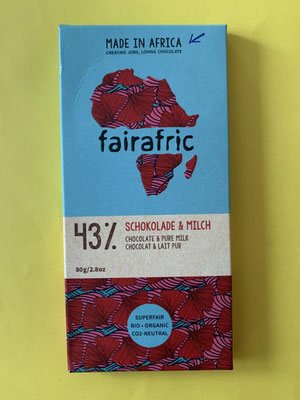 MADE IN AFRICA
CREATING JOBS, LOVING CHOCOLATE
fairafric
43%
SCHOKOLADE & MILCH
CHOCOLATE & PURE MILK
CHOCOLAT & LAIT PUR
80g/2.8oz
SUPERFAIR
BIO • ORGANIC
CO2-NEUTRAL